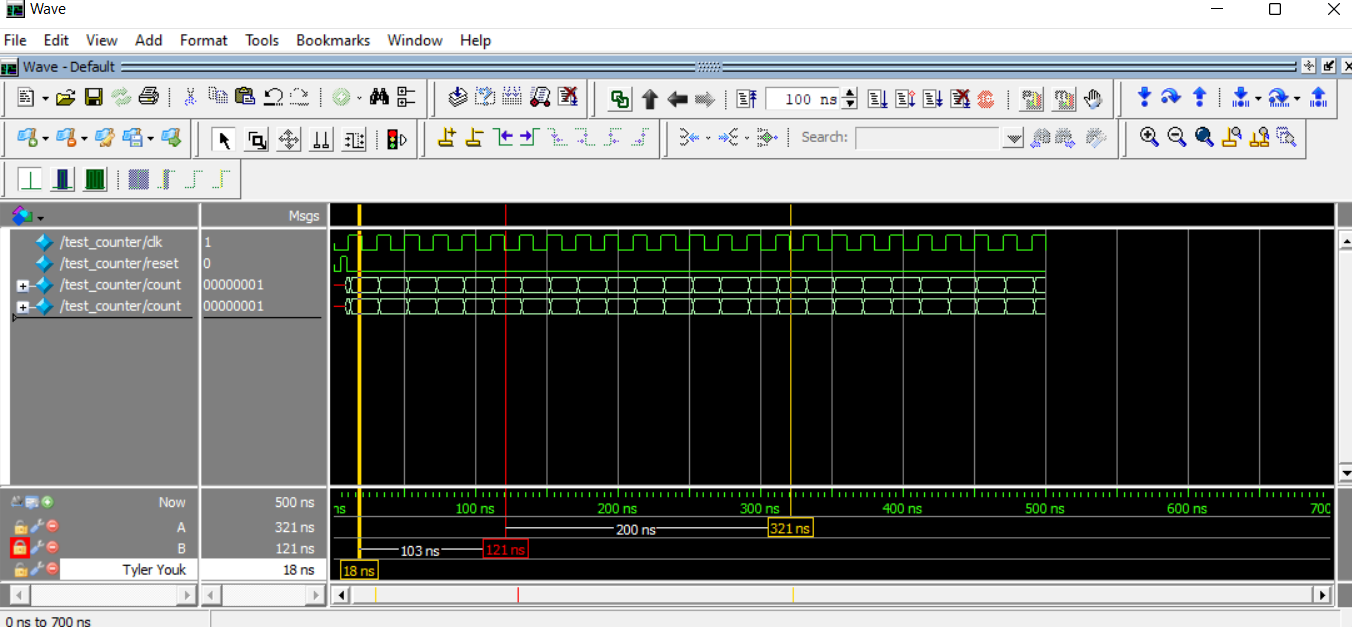 Wave
File Edit View Add Format Tools Bookmarks Window Help
Wave - Default
100 ns
Search:
Msgs
/test_counter/clk 1
/test_counter/reset 0
/test_counter/count 00000001
/test_counter/count 00000001
Now 500 ns
ns 100 ns 200 ns 300 ns 400 ns 500 ns 600 ns 700
A 321 ns 200 ns 321 ns
B 121 ns 103 ns 121 ns
Tyler Youk 18 ns 18 ns
0 ns to 700 ns